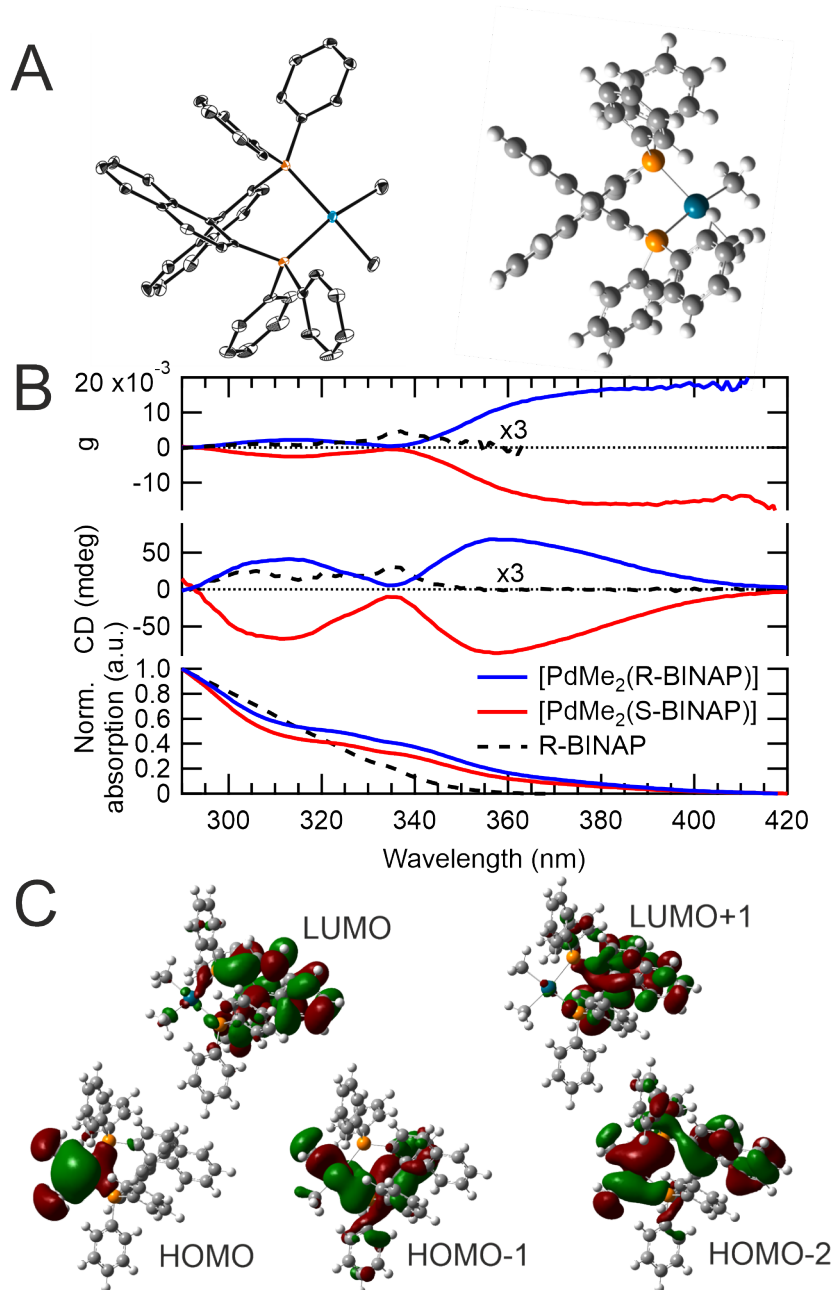 A
B
20 x10⁻³
10
0
-10
g
x3
50
0
-50
CD (mdeg)
x3
1.0
0.8
0.6
0.4
0.2
0
Norm.
absorption (a.u.)
[PdMe₂(R-BINAP)]
[PdMe₂(S-BINAP)]
R-BINAP
300 320 340 360 380 400 420
Wavelength (nm)
C
LUMO
LUMO+1
HOMO
HOMO-1
HOMO-2